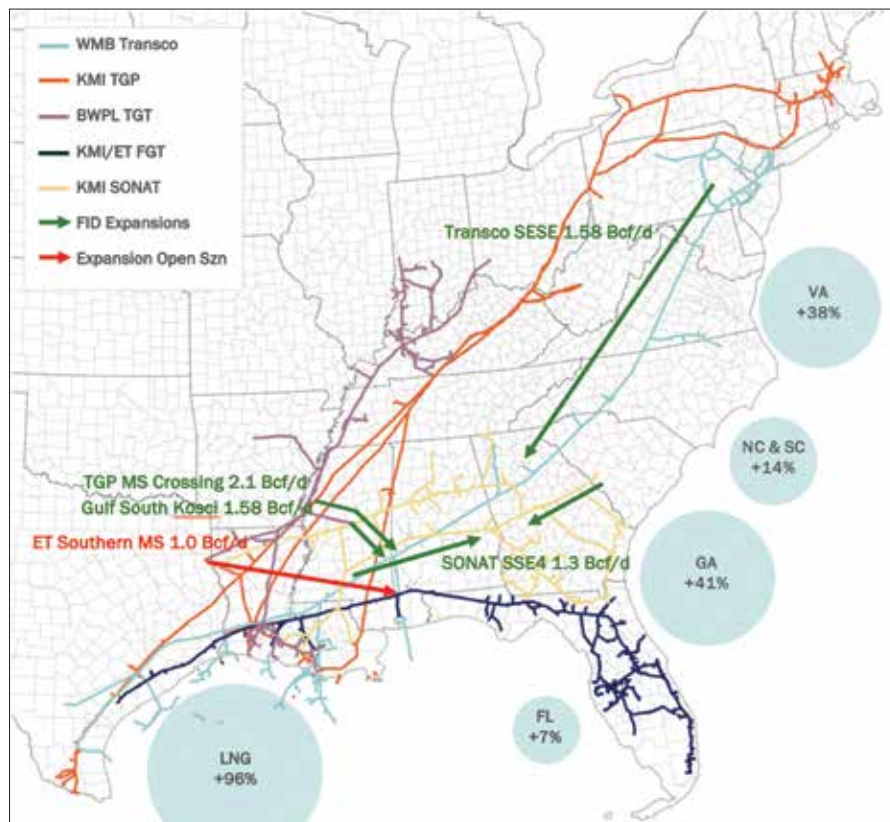 WMB Transco
KMI TGP
BWPL TGT
KMI/ET FGT
KMI SONAT
FID Expansions
Expansion Open Szn
Transco SESE 1.58 Bcf/d
VA
+38%
NC & SC
+14%
TGP MS Crossing 2.1 Bcf/d
Gulf South Kosci 1.58 Bcf/d
ET Southern MS 1.0 Bcf/d
SONAT SSE4 1.3 Bcf/d
GA
+41%
FL
+7%
LNG
+96%